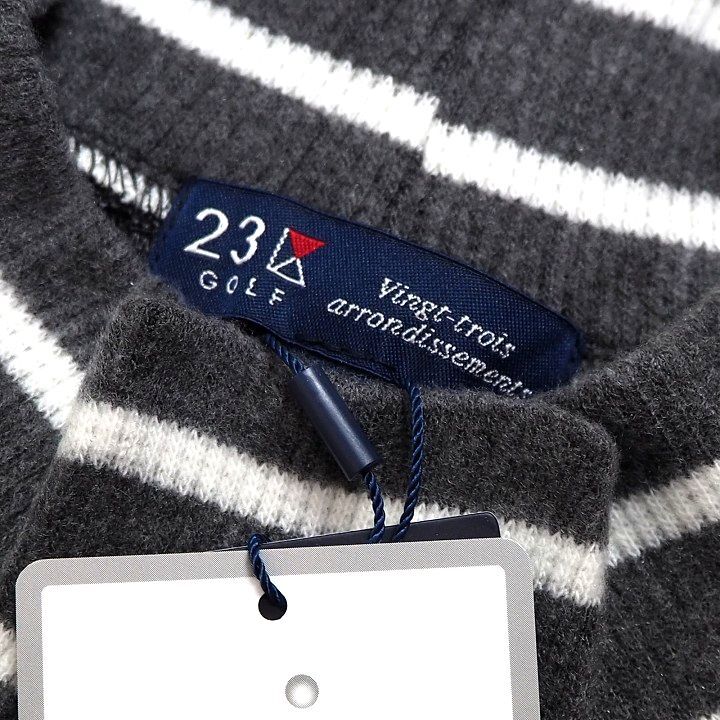 23
GOLF
Vingt-trois
arrondissements